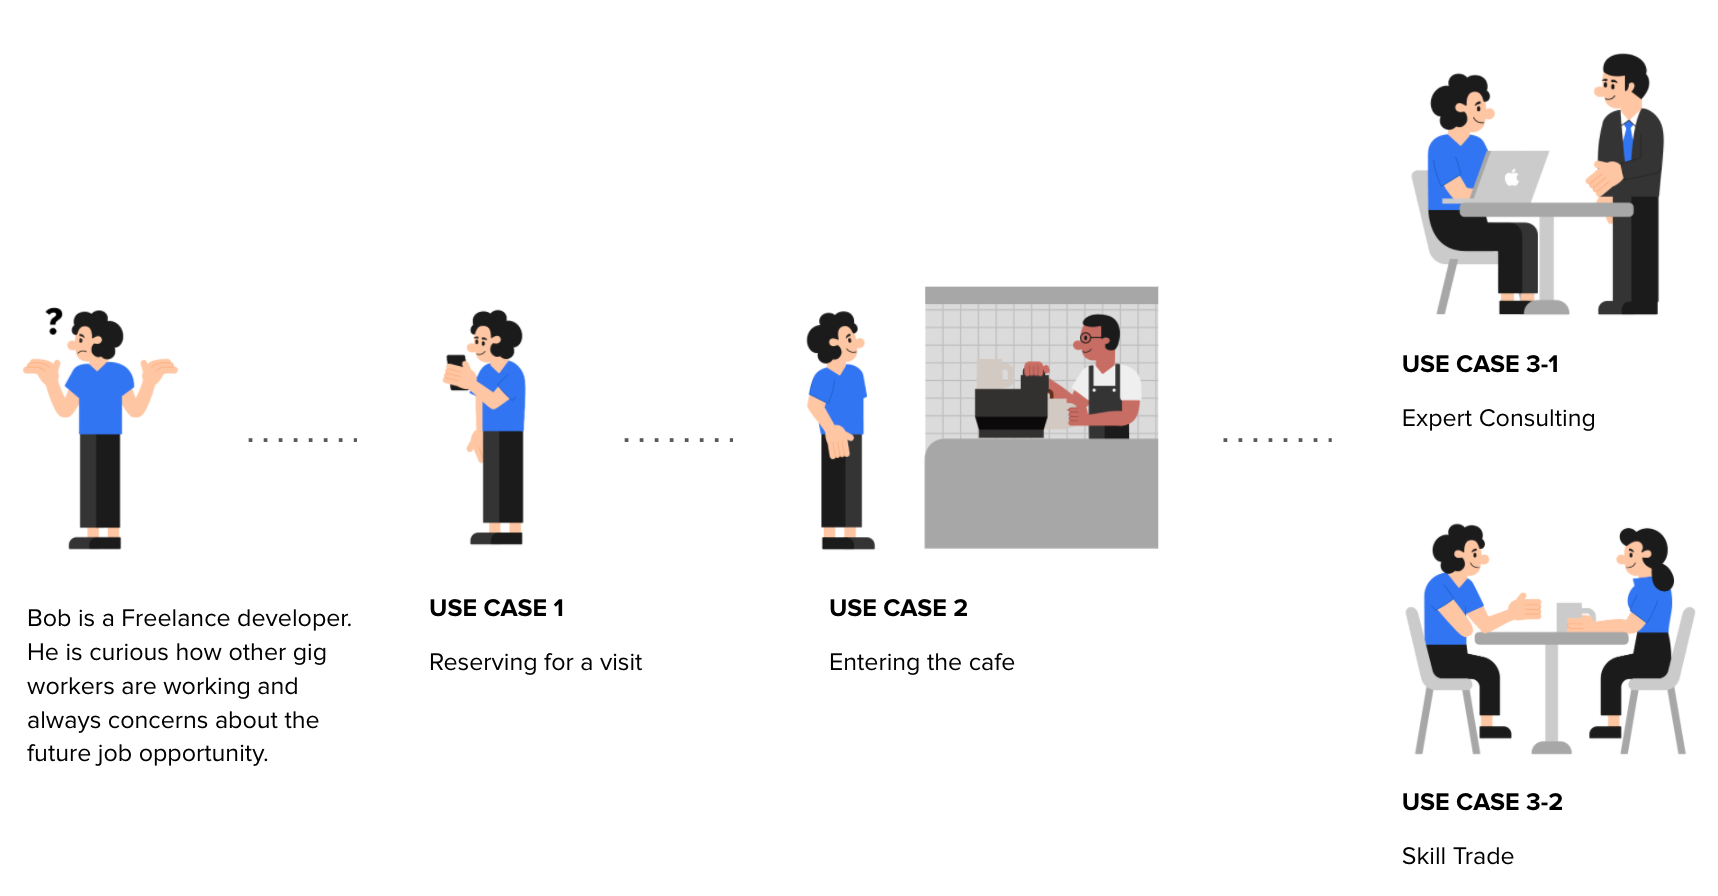 ?
Bob is a Freelance developer.
He is curious how other gig
workers are working and
always concerns about the
future job opportunity.
USE CASE 1
Reserving for a visit
USE CASE 2
Entering the cafe
USE CASE 3-1
Expert Consulting
USE CASE 3-2
Skill Trade